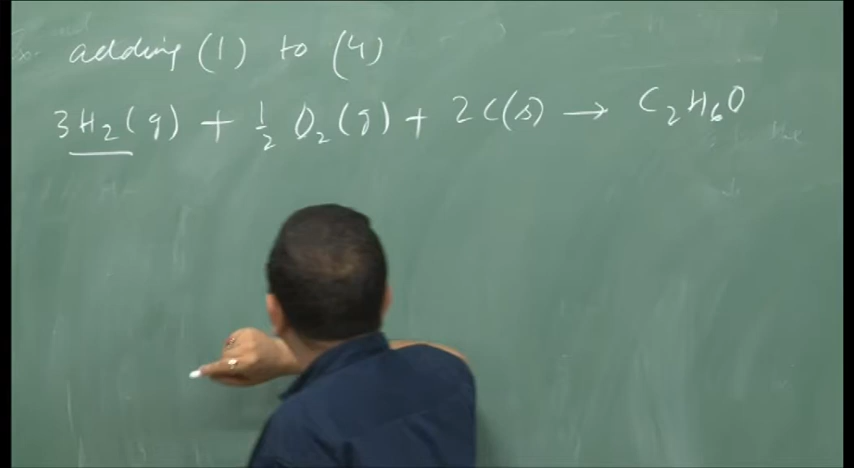 adding (1) to (4)
3H₂(g) + ½ O₂(g) + 2C(s) → C₂H₆O